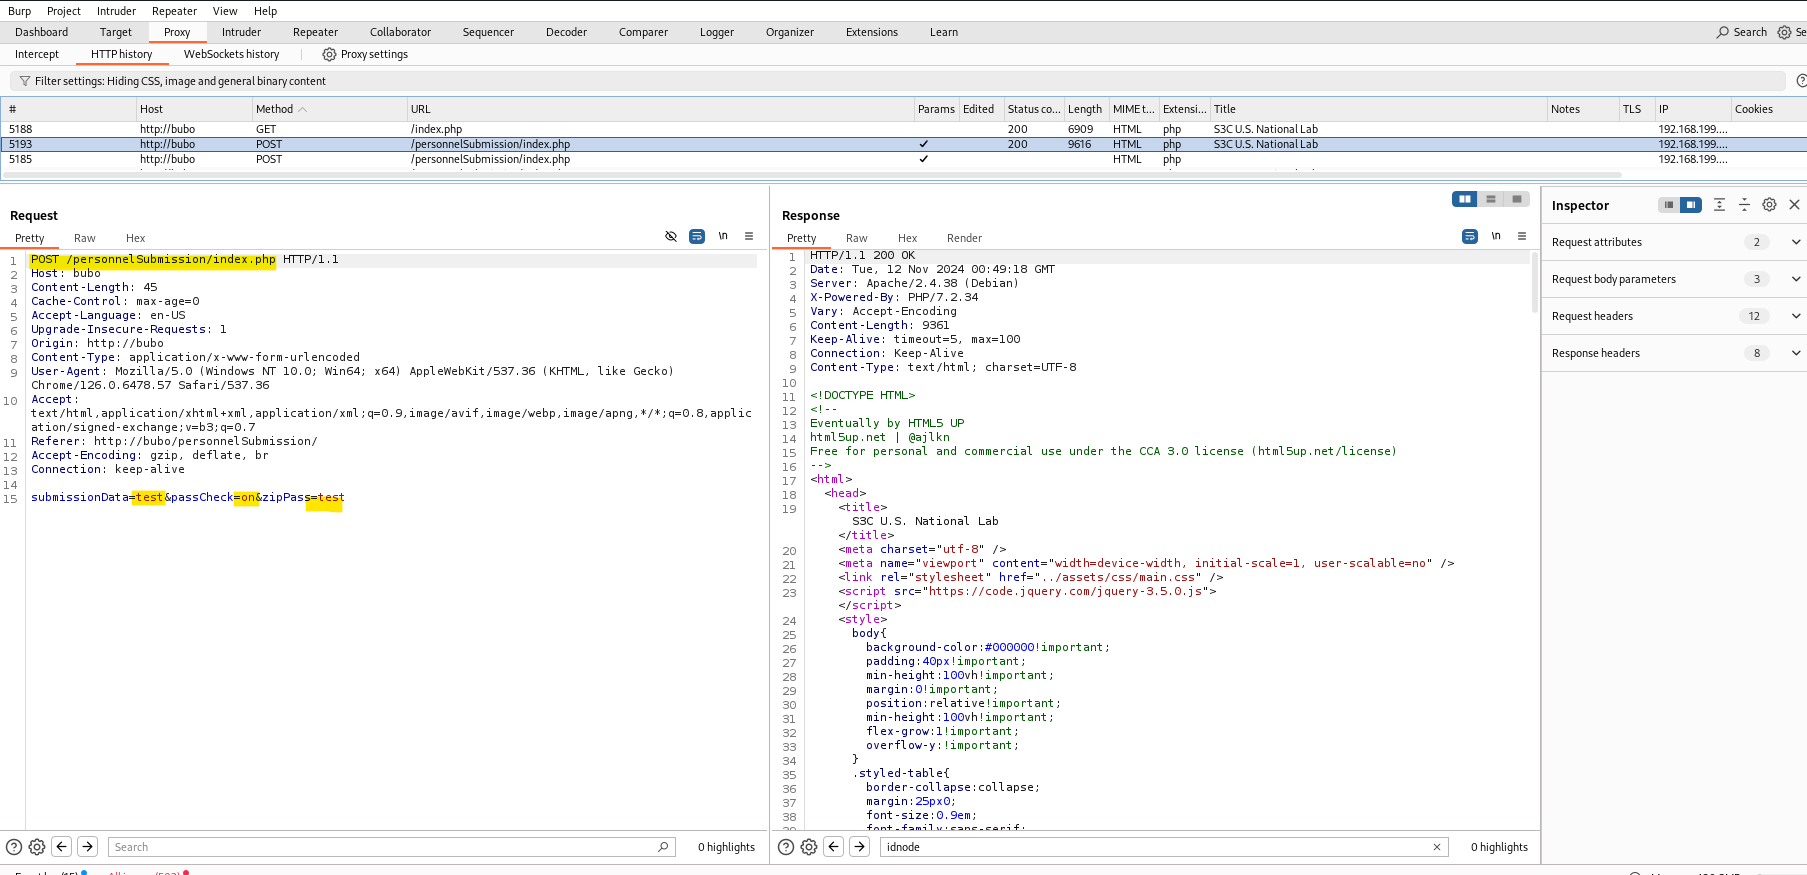 Burp Project Intruder Repeater View Help
Dashboard Target Proxy Intruder Repeater Collaborator Sequencer Decoder Comparer Logger Organizer Extensions Learn Search Se
Intercept HTTP history WebSockets history Proxy settings
Filter settings: Hiding CSS, image and general binary content
# Host Method URL Params Edited Status co... Length MIME t... Extensi... Title Notes TLS IP Cookies
5188 http://bubo GET /index.php 200 6909 HTML php S3C U.S. National Lab 192.168.199....
5193 http://bubo POST /personnelSubmission/index.php ✓ 200 9616 HTML php S3C U.S. National Lab 192.168.199....
5185 http://bubo POST /personnelSubmission/index.php ✓ HTML php 192.168.199....
Request
Pretty Raw Hex \n
1 POST /personnelSubmission/index.php HTTP/1.1
2 Host: bubo
3 Content-Length: 45
4 Cache-Control: max-age=0
5 Accept-Language: en-US
6 Upgrade-Insecure-Requests: 1
7 Origin: http://bubo
8 Content-Type: application/x-www-form-urlencoded
9 User-Agent: Mozilla/5.0 (Windows NT 10.0; Win64; x64) AppleWebKit/537.36 (KHTML, like Gecko)
Chrome/126.0.6478.57 Safari/537.36
10 Accept:
text/html,application/xhtml+xml,application/xml;q=0.9,image/avif,image/webp,image/apng,*/*;q=0.8,applic
ation/signed-exchange;v=b3;q=0.7
11 Referer: http://bubo/personnelSubmission/
12 Accept-Encoding: gzip, deflate, br
13 Connection: keep-alive
14
15 submissionData=test&passCheck=on&zipPass=test
Search 0 highlights
Response
Pretty Raw Hex Render \n
1 HTTP/1.1 200 OK
2 Date: Tue, 12 Nov 2024 00:49:18 GMT
3 Server: Apache/2.4.38 (Debian)
4 X-Powered-By: PHP/7.2.34
5 Vary: Accept-Encoding
6 Content-Length: 9361
7 Keep-Alive: timeout=5, max=100
8 Connection: Keep-Alive
9 Content-Type: text/html; charset=UTF-8
10
11 <!DOCTYPE HTML>
12 <!--
13 Eventually by HTML5 UP
14 html5up.net | @ajlkn
15 Free for personal and commercial use under the CCA 3.0 license (html5up.net/license)
16 -->
17 <html>
18 <head>
19 <title>
S3C U.S. National Lab
</title>
20 <meta charset="utf-8" />
21 <meta name="viewport" content="width=device-width, initial-scale=1, user-scalable=no" />
22 <link rel="stylesheet" href="../assets/css/main.css" />
23 <script src="https://code.jquery.com/jquery-3.5.0.js">
</script>
24 <style>
25 body{
26 background-color:#000000!important;
27 padding:40px!important;
28 min-height:100vh!important;
29 margin:0!important;
30 position:relative!important;
31 min-height:100vh!important;
32 flex-grow:1!important;
33 overflow-y:!important;
34 }
35 .styled-table{
36 border-collapse:collapse;
37 margin:25px0;
38 font-size:0.9em;
font-family:sans-serif;
idnode 0 highlights
Inspector
Request attributes 2
Request body parameters 3
Request headers 12
Response headers 8